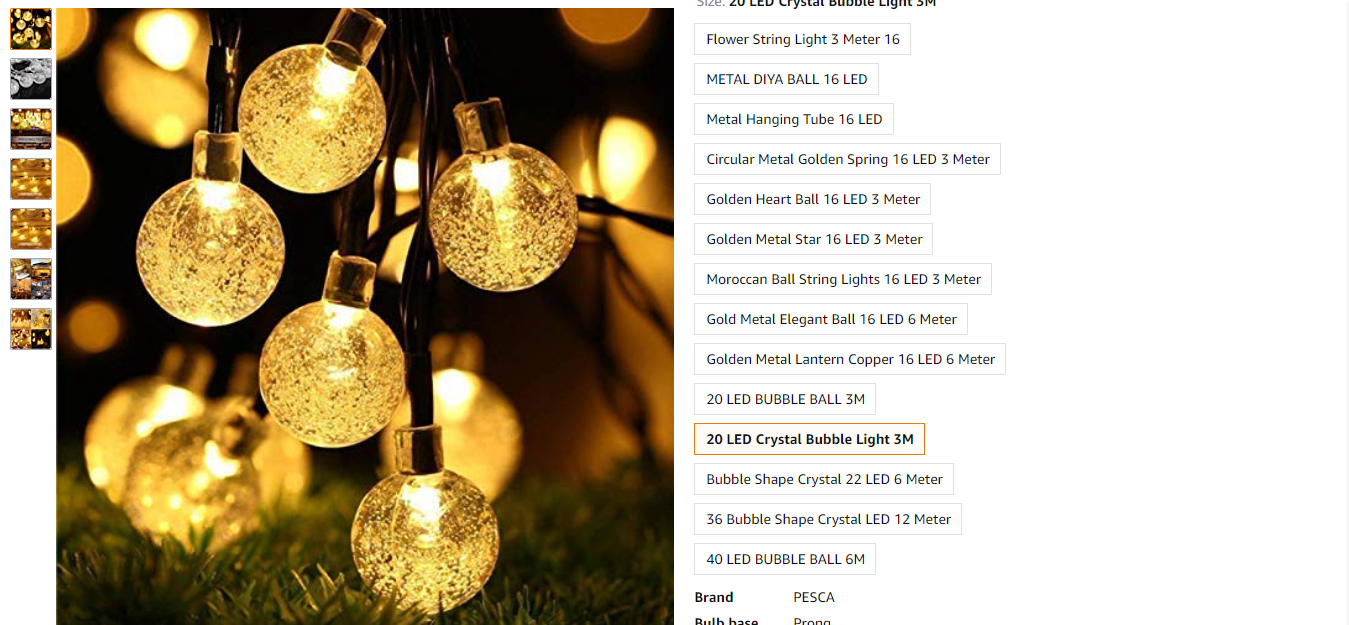 Size: 20 LED Crystal Bubble Light 3M
Flower String Light 3 Meter 16
METAL DIYA BALL 16 LED
Metal Hanging Tube 16 LED
Circular Metal Golden Spring 16 LED 3 Meter
Golden Heart Ball 16 LED 3 Meter
Golden Metal Star 16 LED 3 Meter
Moroccan Ball String Lights 16 LED 3 Meter
Gold Metal Elegant Ball 16 LED 6 Meter
Golden Metal Lantern Copper 16 LED 6 Meter
20 LED BUBBLE BALL 3M
20 LED Crystal Bubble Light 3M
Bubble Shape Crystal 22 LED 6 Meter
36 Bubble Shape Crystal LED 12 Meter
40 LED BUBBLE BALL 6M
Brand PESCA
Bulb base Prong